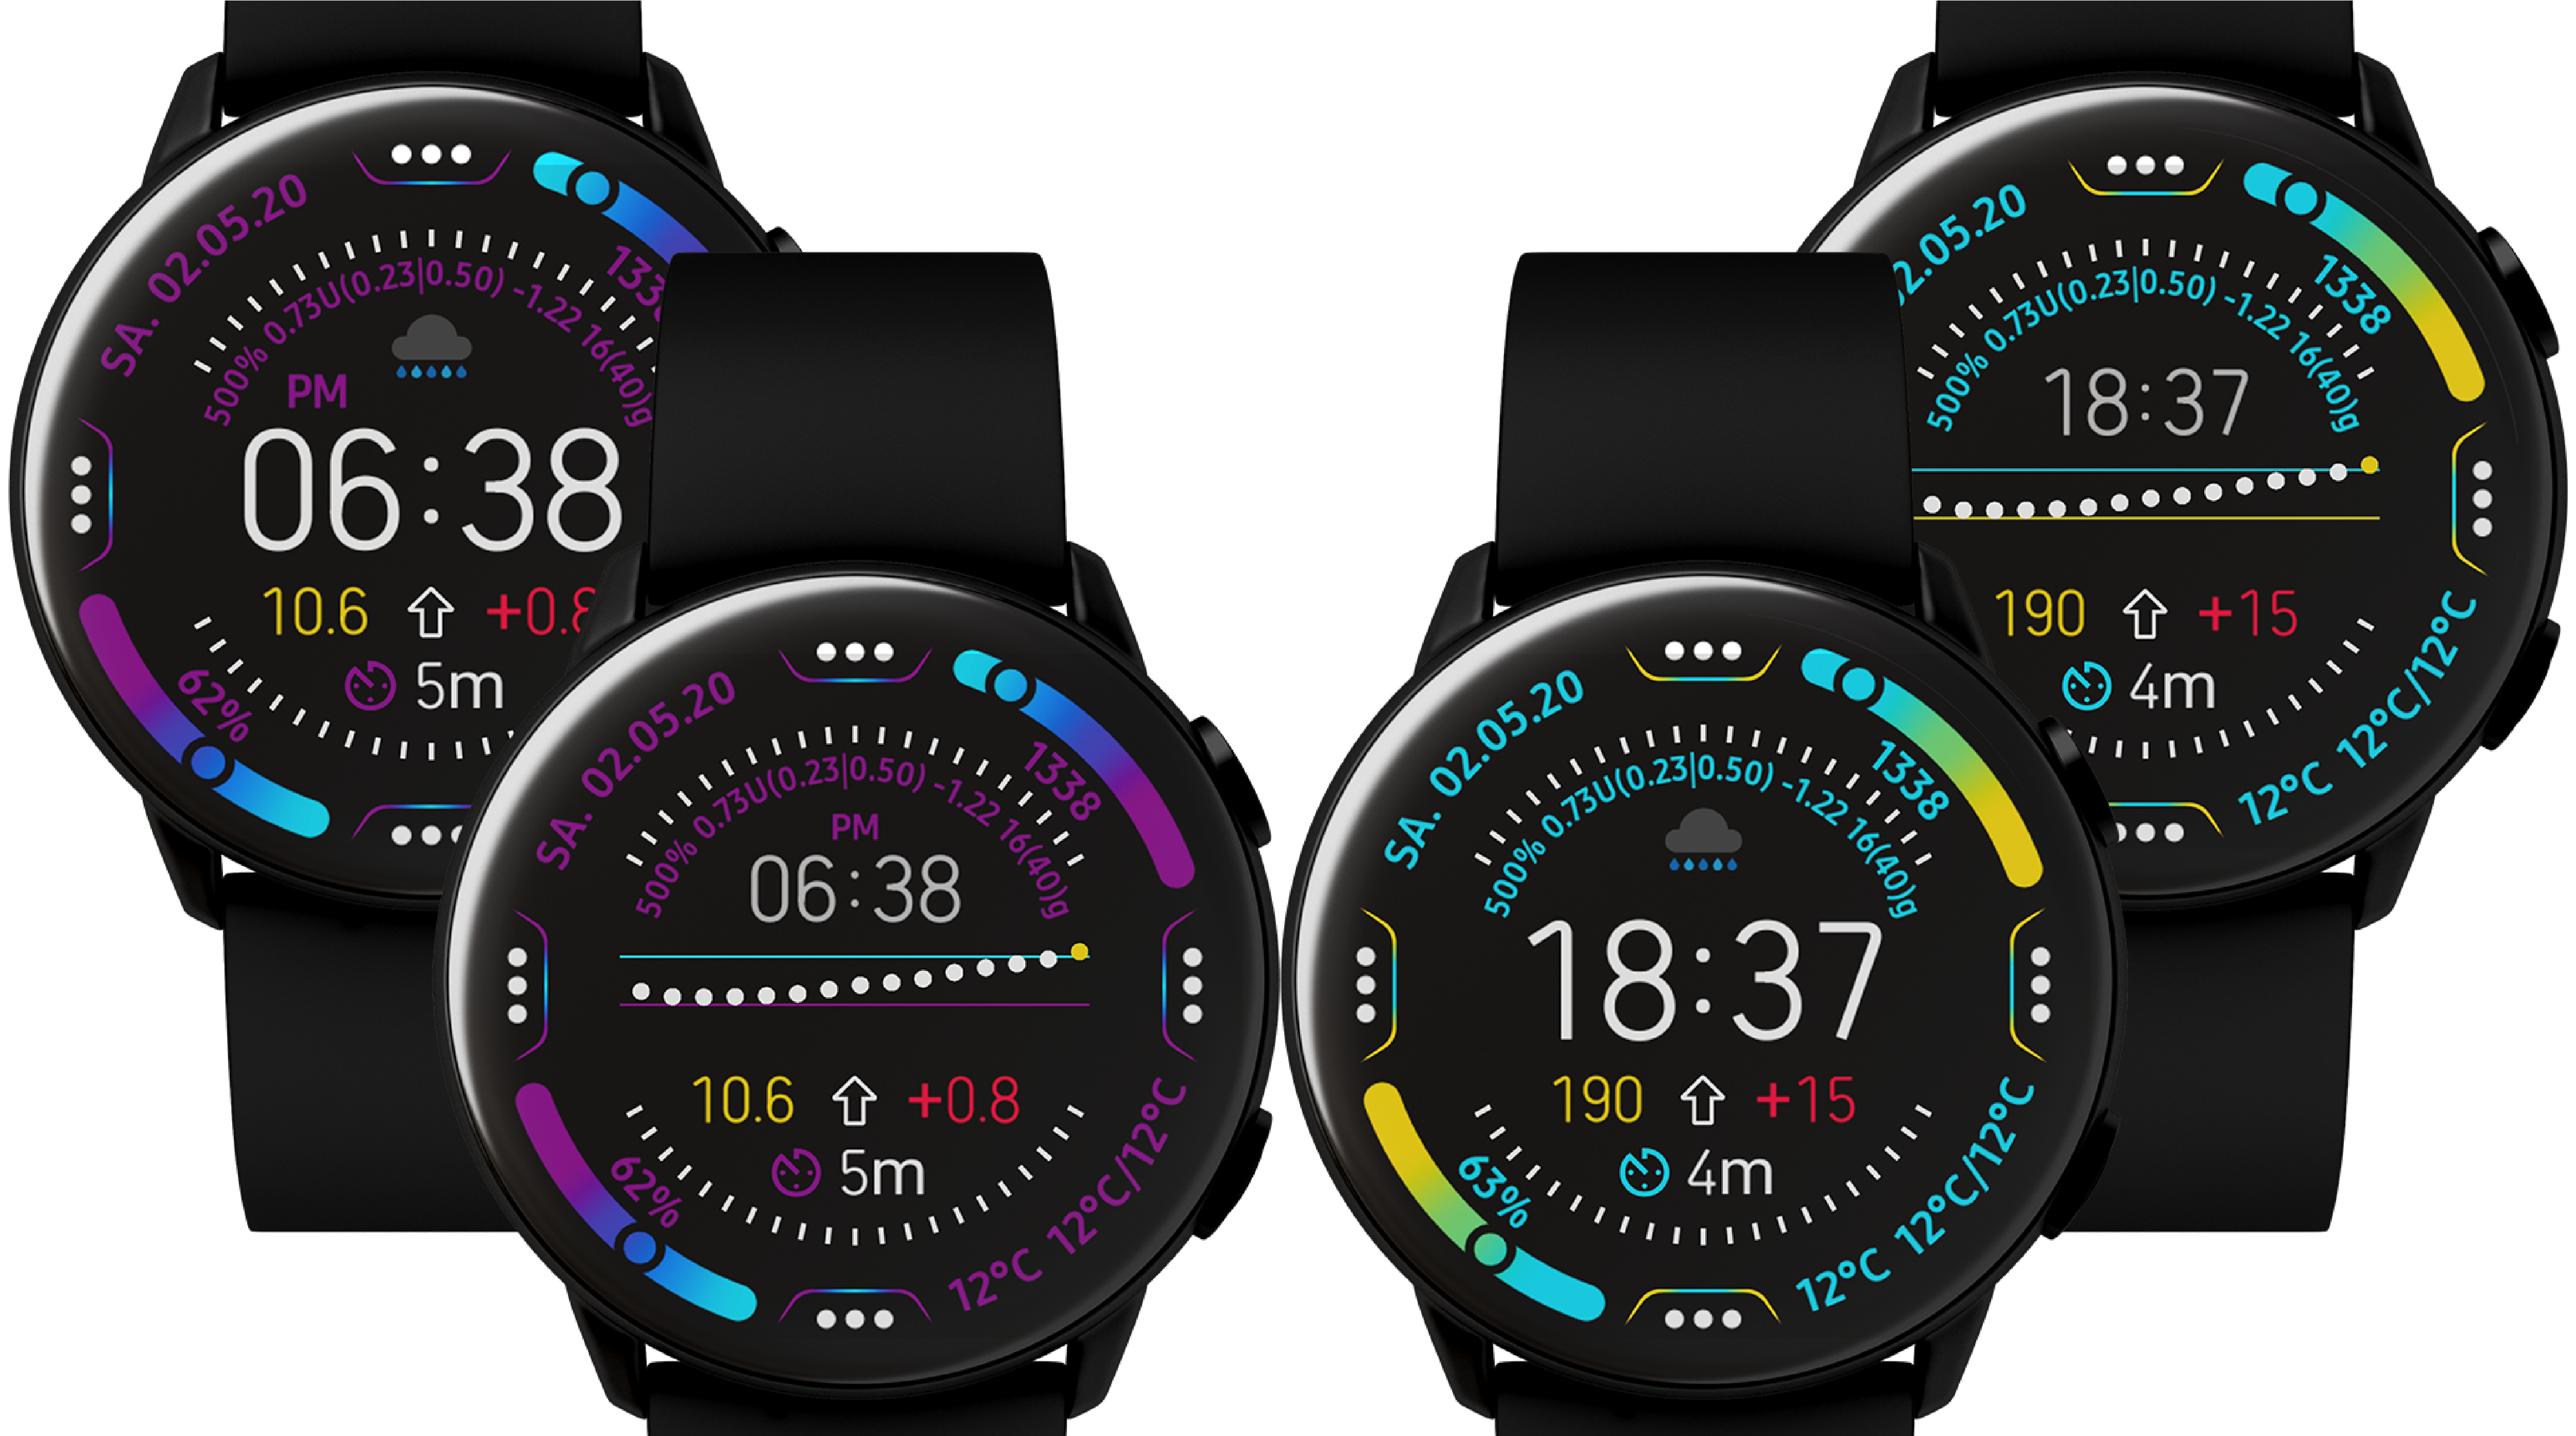 SA. 02.05.20
500% 0.73U(0.23|0.50) -1.22 16(40)g
PM
06:38
10.6 +0.8
5m
62%
SA. 02.05.20
1338
500% 0.73U(0.23|0.50) -1.22 16(40)g
PM
06:38
10.6 +0.8
5m
62%
12°C 12°C/12°C
SA. 02.05.20
1338
500% 0.73U(0.23|0.50) -1.22 16(40)g
18:37
190 +15
4m
63%
12°C 12°C/12°C
02.05.20
1338
500% 0.73U(0.23|0.50) -1.22 16(40)g
18:37
190 +15
4m
12°C 12°C/12°C